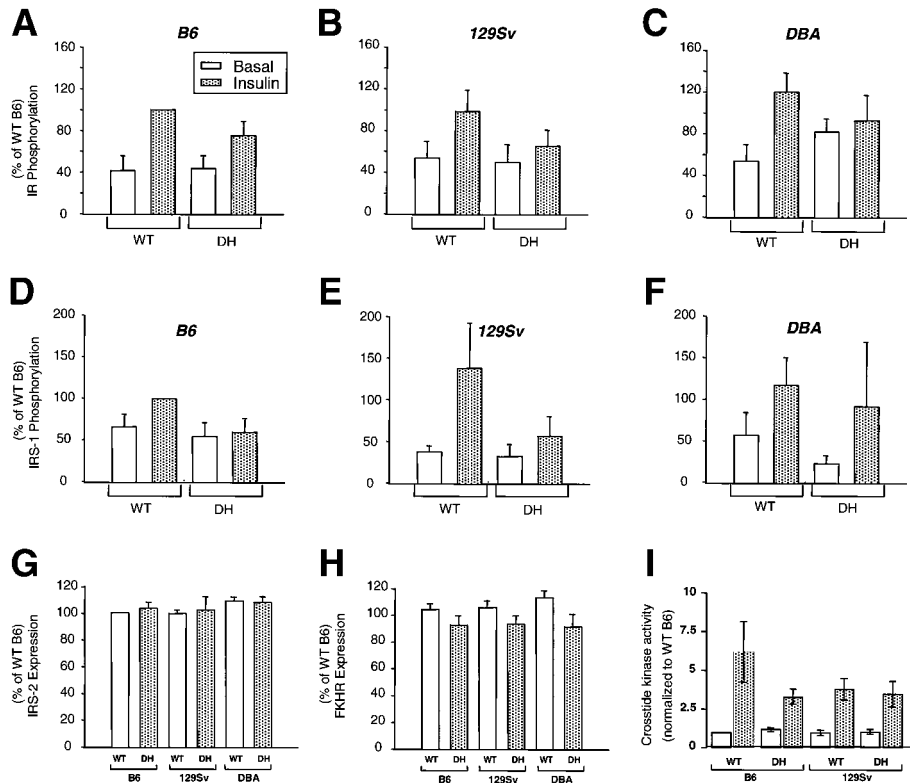 A
B6
160
120
80
40
0
(% of WT B6)
IR Phosphorylation
Basal
Insulin
WT
DH
B
129Sv
160
120
80
40
0
WT
DH
C
DBA
160
120
80
40
0
WT
DH
D
B6
200
150
100
50
0
(% of WT B6)
IRS-1 Phosphorylation
WT
DH
E
129Sv
200
150
100
50
0
WT
DH
F
DBA
200
150
100
50
0
WT
DH
G
120
100
80
60
40
20
0
(% of WT B6)
IRS-2 Expression
WT DH WT DH WT DH
B6 129Sv DBA
H
120
100
80
60
40
20
0
(% of WT B6)
FKHR Expression
WT DH WT DH WT DH
B6 129Sv DBA
I
10
7.5
5
2.5
0
Crosstide kinase activity
(normalized to WT B6)
WT DH WT DH
B6 129Sv